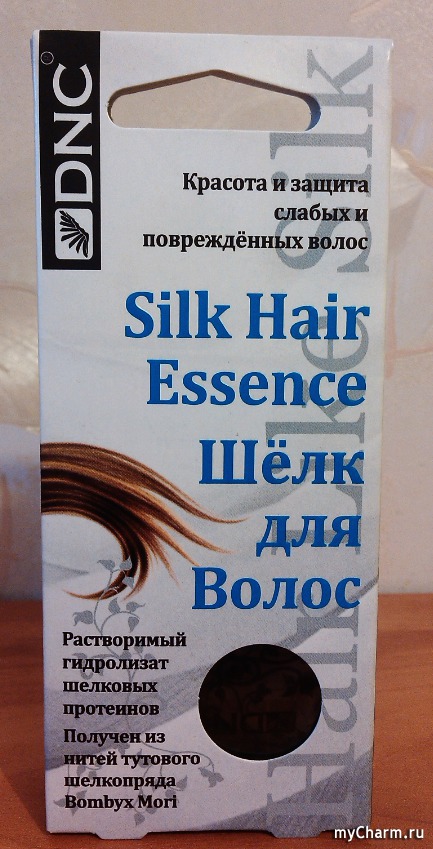 DNC
Красота и защита
слабых и
повреждённых волос
Silk Hair
Essence
Шёлк
для
Волос
Hair Like Silk
Растворимый
гидролизат
шелковых
протеинов
Получен из
нитей тутового
шелкопряда
Bombyx Mori
DNC
myCharm.ru